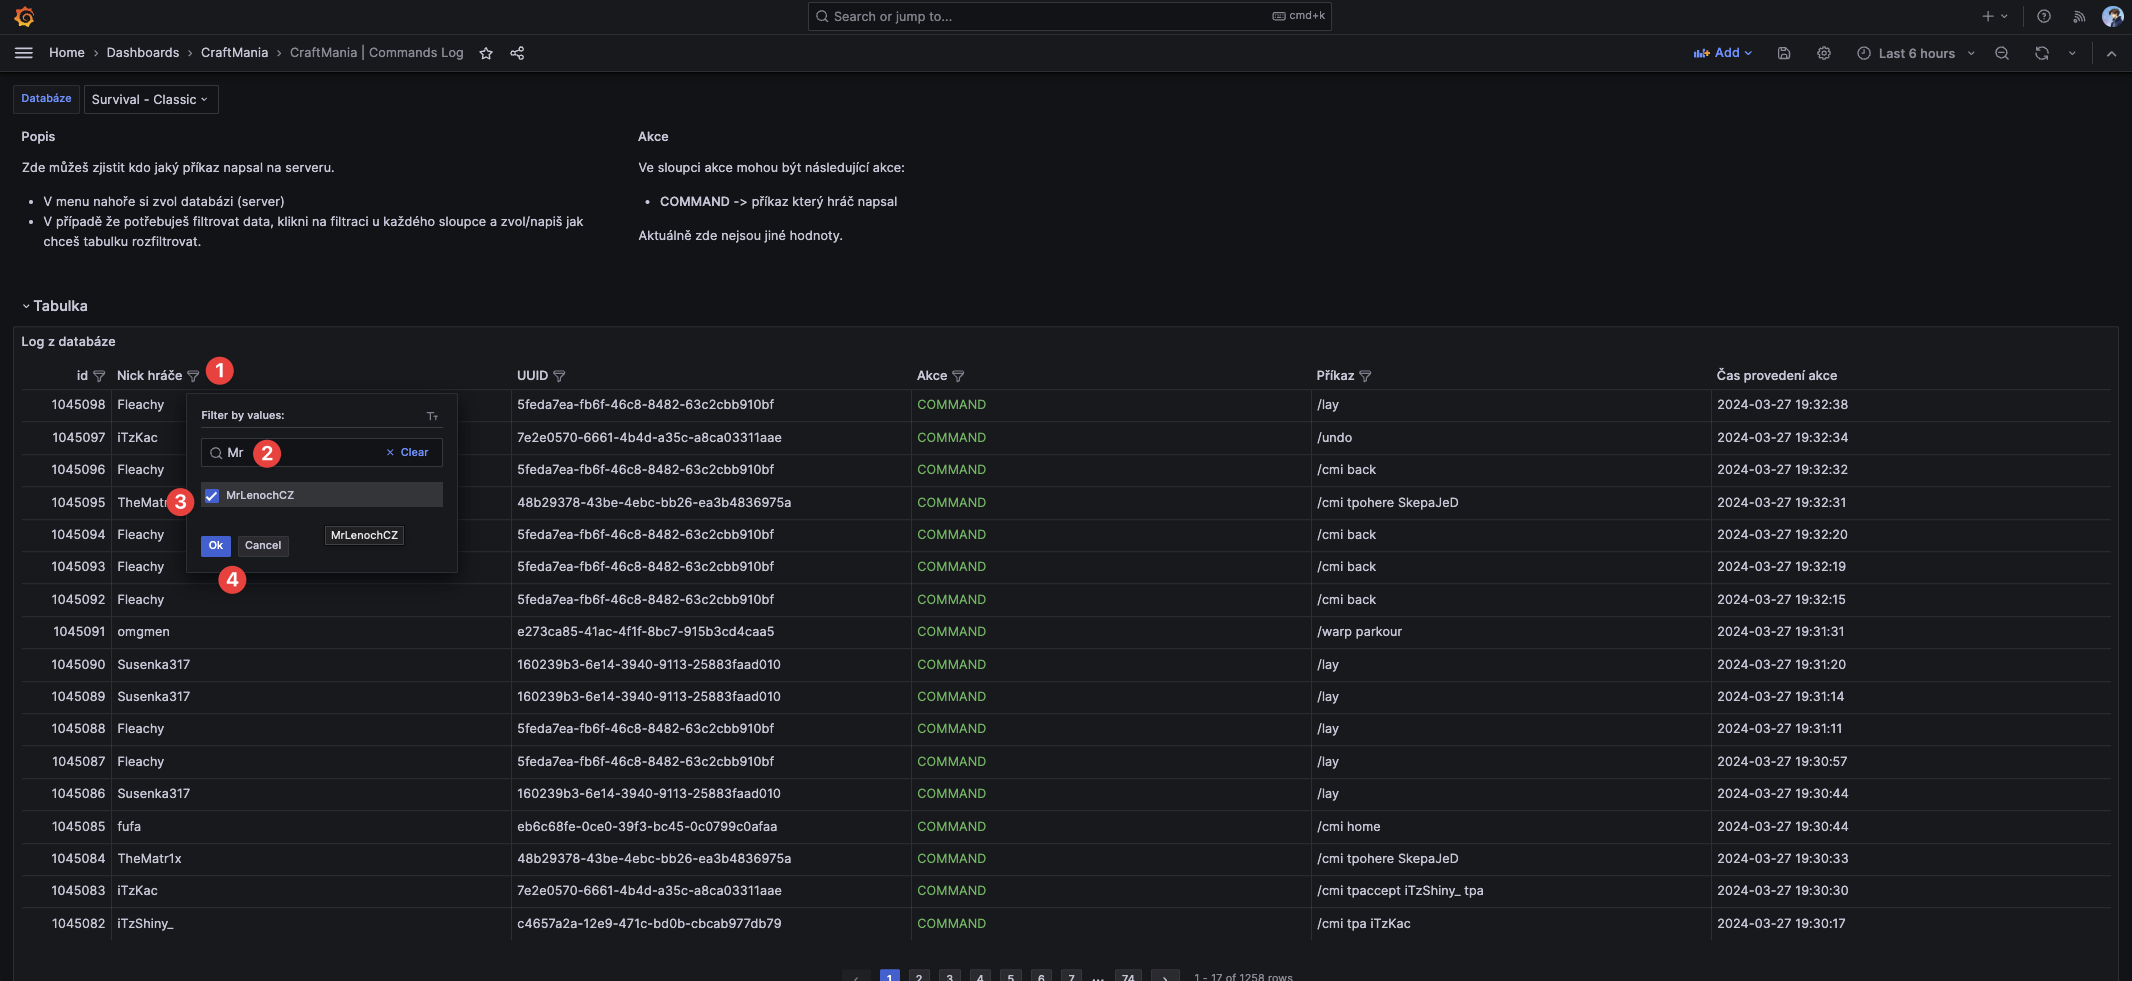 Search or jump to...
cmd+k
Home › Dashboards › CraftMania › CraftMania | Commands Log
Add
Last 6 hours
Databáze
Survival - Classic
Popis
Zde můžeš zjistit kdo jaký příkaz napsal na serveru.
• V menu nahoře si zvol databázi (server)
• V případě že potřebuješ filtrovat data, klikni na filtraci u každého sloupce a zvol/napiš jak
chceš tabulku rozfiltrovat.
Akce
Ve sloupci akce mohou být následující akce:
• COMMAND -> příkaz který hráč napsal
Aktuálně zde nejsou jiné hodnoty.
Tabulka
Log z databáze
id Nick hráče 1 UUID Akce Příkaz Čas provedení akce
1045098 Fleachy 5feda7ea-fb6f-46c8-8482-63c2cbb910bf COMMAND /lay 2024-03-27 19:32:38
1045097 iTzKac 7e2e0570-6661-4b4d-a35c-a8ca03311aae COMMAND /undo 2024-03-27 19:32:34
1045096 Fleachy 5feda7ea-fb6f-46c8-8482-63c2cbb910bf COMMAND /cmi back 2024-03-27 19:32:32
1045095 TheMatr 48b29378-43be-4ebc-bb26-ea3b4836975a COMMAND /cmi tpohere SkepaJeD 2024-03-27 19:32:31
1045094 Fleachy 5feda7ea-fb6f-46c8-8482-63c2cbb910bf COMMAND /cmi back 2024-03-27 19:32:20
1045093 Fleachy 5feda7ea-fb6f-46c8-8482-63c2cbb910bf COMMAND /cmi back 2024-03-27 19:32:19
1045092 Fleachy 5feda7ea-fb6f-46c8-8482-63c2cbb910bf COMMAND /cmi back 2024-03-27 19:32:15
1045091 omgmen e273ca85-41ac-4f1f-8bc7-915b3cd4caa5 COMMAND /warp parkour 2024-03-27 19:31:31
1045090 Susenka317 160239b3-6e14-3940-9113-25883faad010 COMMAND /lay 2024-03-27 19:31:20
1045089 Susenka317 160239b3-6e14-3940-9113-25883faad010 COMMAND /lay 2024-03-27 19:31:14
1045088 Fleachy 5feda7ea-fb6f-46c8-8482-63c2cbb910bf COMMAND /lay 2024-03-27 19:31:11
1045087 Fleachy 5feda7ea-fb6f-46c8-8482-63c2cbb910bf COMMAND /lay 2024-03-27 19:30:57
1045086 Susenka317 160239b3-6e14-3940-9113-25883faad010 COMMAND /lay 2024-03-27 19:30:44
1045085 fufa eb6c68fe-0ce0-39f3-bc45-0c0799c0afaa COMMAND /cmi home 2024-03-27 19:30:44
1045084 TheMatr1x 48b29378-43be-4ebc-bb26-ea3b4836975a COMMAND /cmi tpohere SkepaJeD 2024-03-27 19:30:33
1045083 iTzKac 7e2e0570-6661-4b4d-a35c-a8ca03311aae COMMAND /cmi tpaccept iTzShiny_ tpa 2024-03-27 19:30:30
1045082 iTzShiny_ c4657a2a-12e9-471c-bd0b-cbcab977db79 COMMAND /cmi tpa iTzKac 2024-03-27 19:30:17
Filter by values:
Mr 2 × Clear
3 MrLenochCZ
MrLenochCZ
Ok Cancel
4
‹ 1 2 3 4 5 6 7 ... 74 › 1 - 17 of 1258 rows